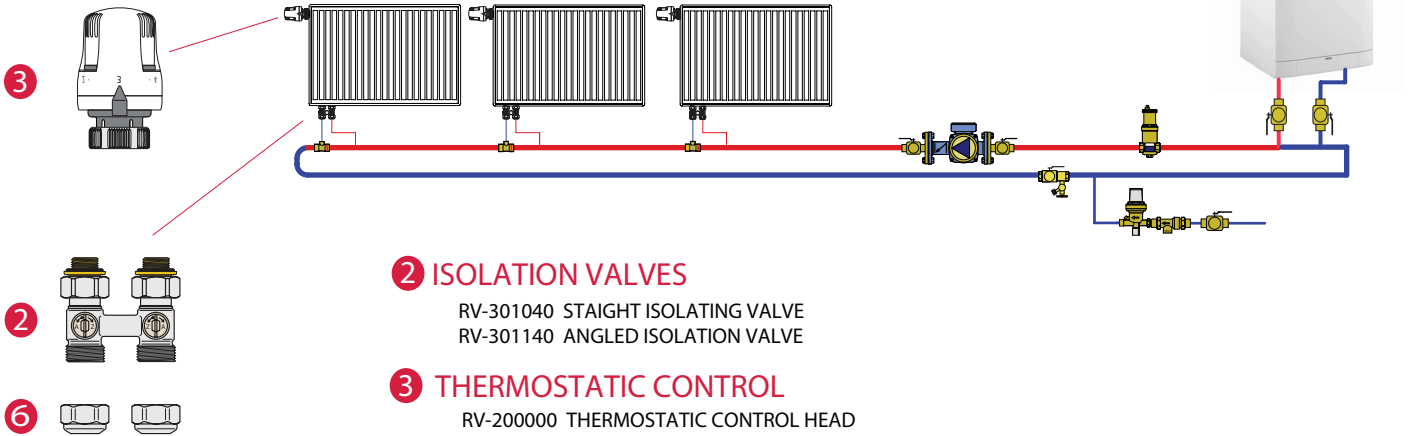 3
2 ISOLATION VALVES
RV-301040 STAIGHT ISOLATING VALVE
RV-301140 ANGLED ISOLATION VALVE
2
3 THERMOSTATIC CONTROL
RV-200000 THERMOSTATIC CONTROL HEAD
6